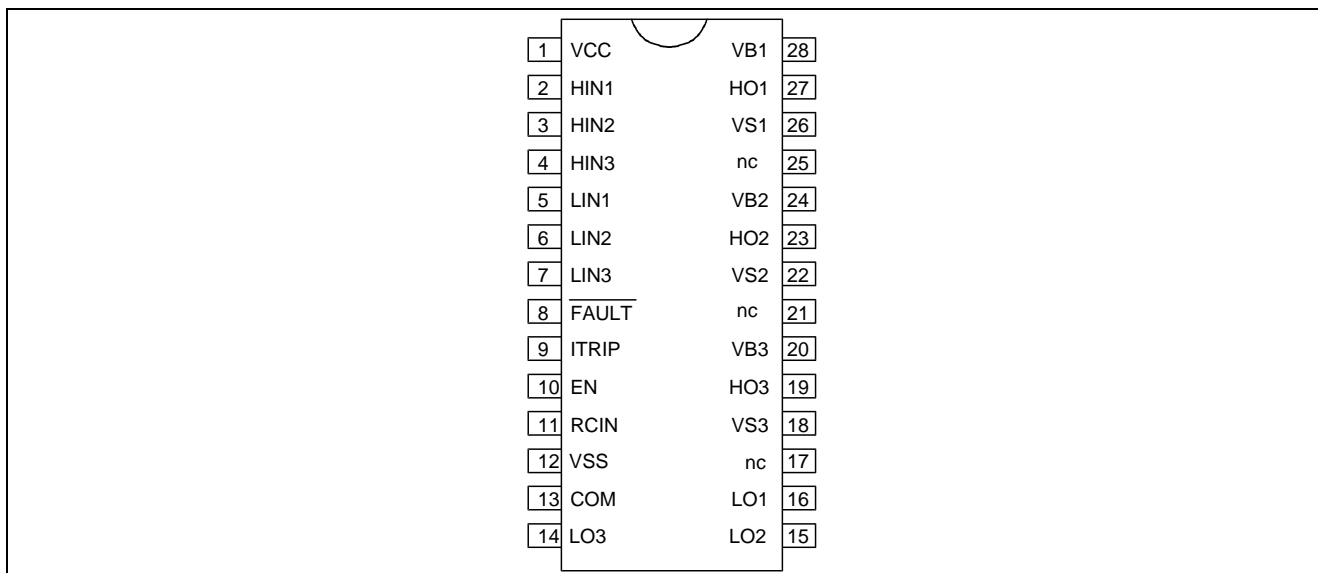 1 VCC VB1 28
2 HIN1 HO1 27
3 HIN2 VS1 26
4 HIN3 nc 25
5 LIN1 VB2 24
6 LIN2 HO2 23
7 LIN3 VS2 22
8 FAULT nc 21
9 ITRIP VB3 20
10 EN HO3 19
11 RCIN VS3 18
12 VSS nc 17
13 COM LO1 16
14 LO3 LO2 15